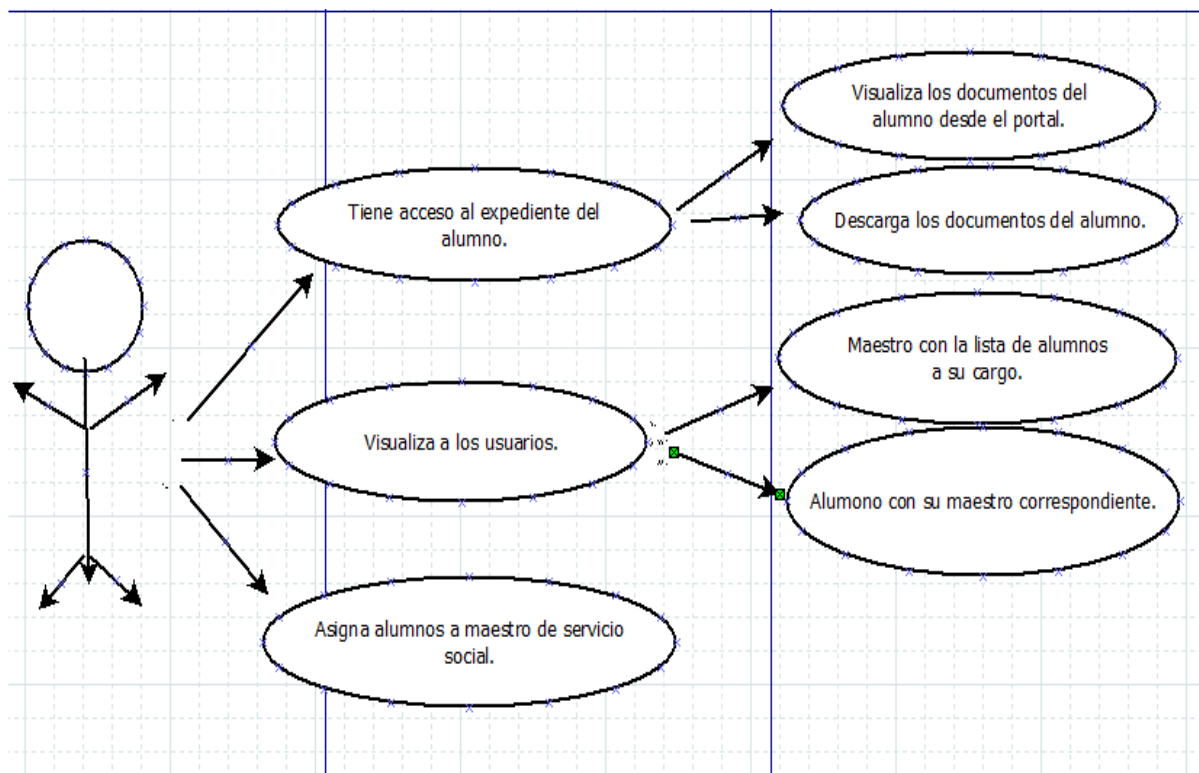 Visualiza los documentos del
alumno desde el portal.
Tiene acceso al expediente del
alumno.
Descarga los documentos del alumno.
Maestro con la lista de alumnos
a su cargo.
Visualiza a los usuarios.
Alumono con su maestro correspondiente.
Asigna alumnos a maestro de servicio
social.